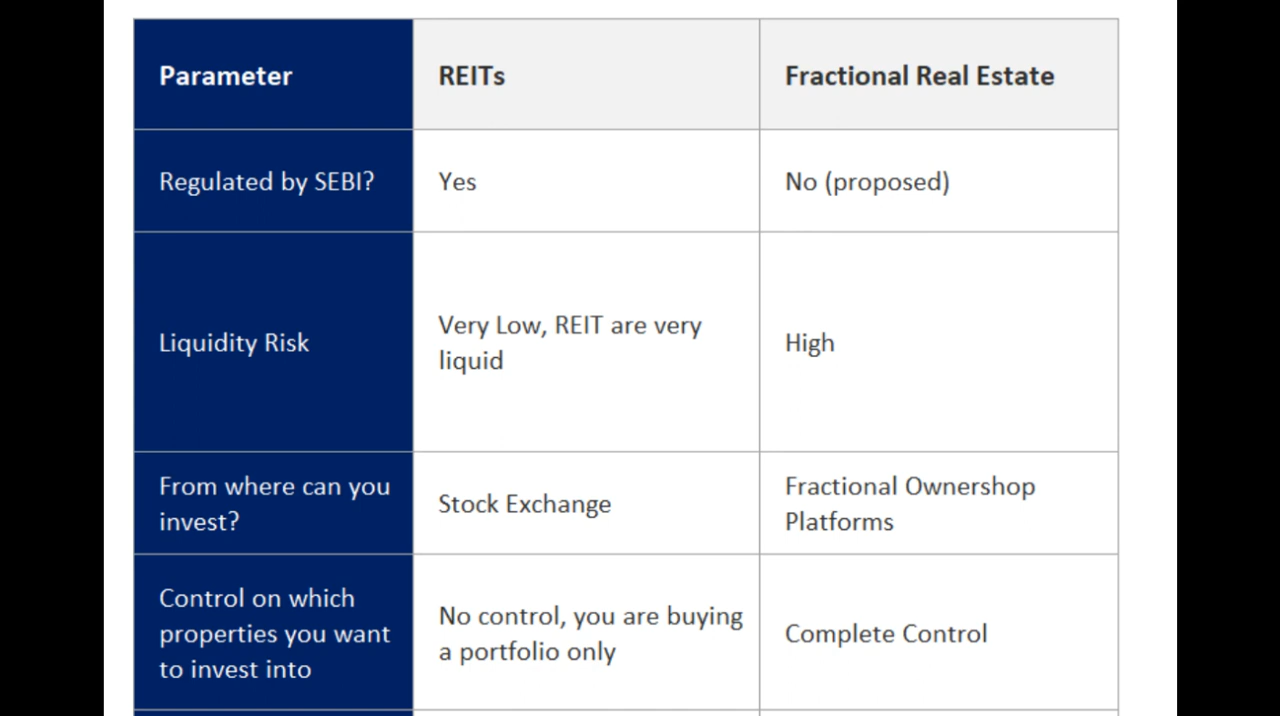 Parameter
REITs
Fractional Real Estate
Regulated by SEBI?
Yes
No (proposed)
Liquidity Risk
Very Low, REIT are very
liquid
High
From where can you
invest?
Stock Exchange
Fractional Ownershop
Platforms
Control on which
properties you want
to invest into
No control, you are buying
a portfolio only
Complete Control